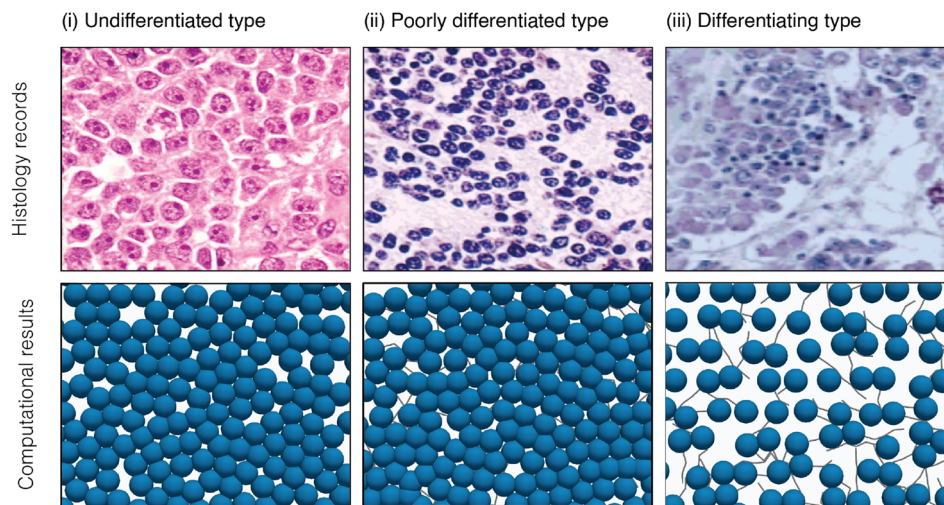 (i) Undifferentiated type
(ii) Poorly differentiated type
(iii) Differentiating type
Histology records
Computational results